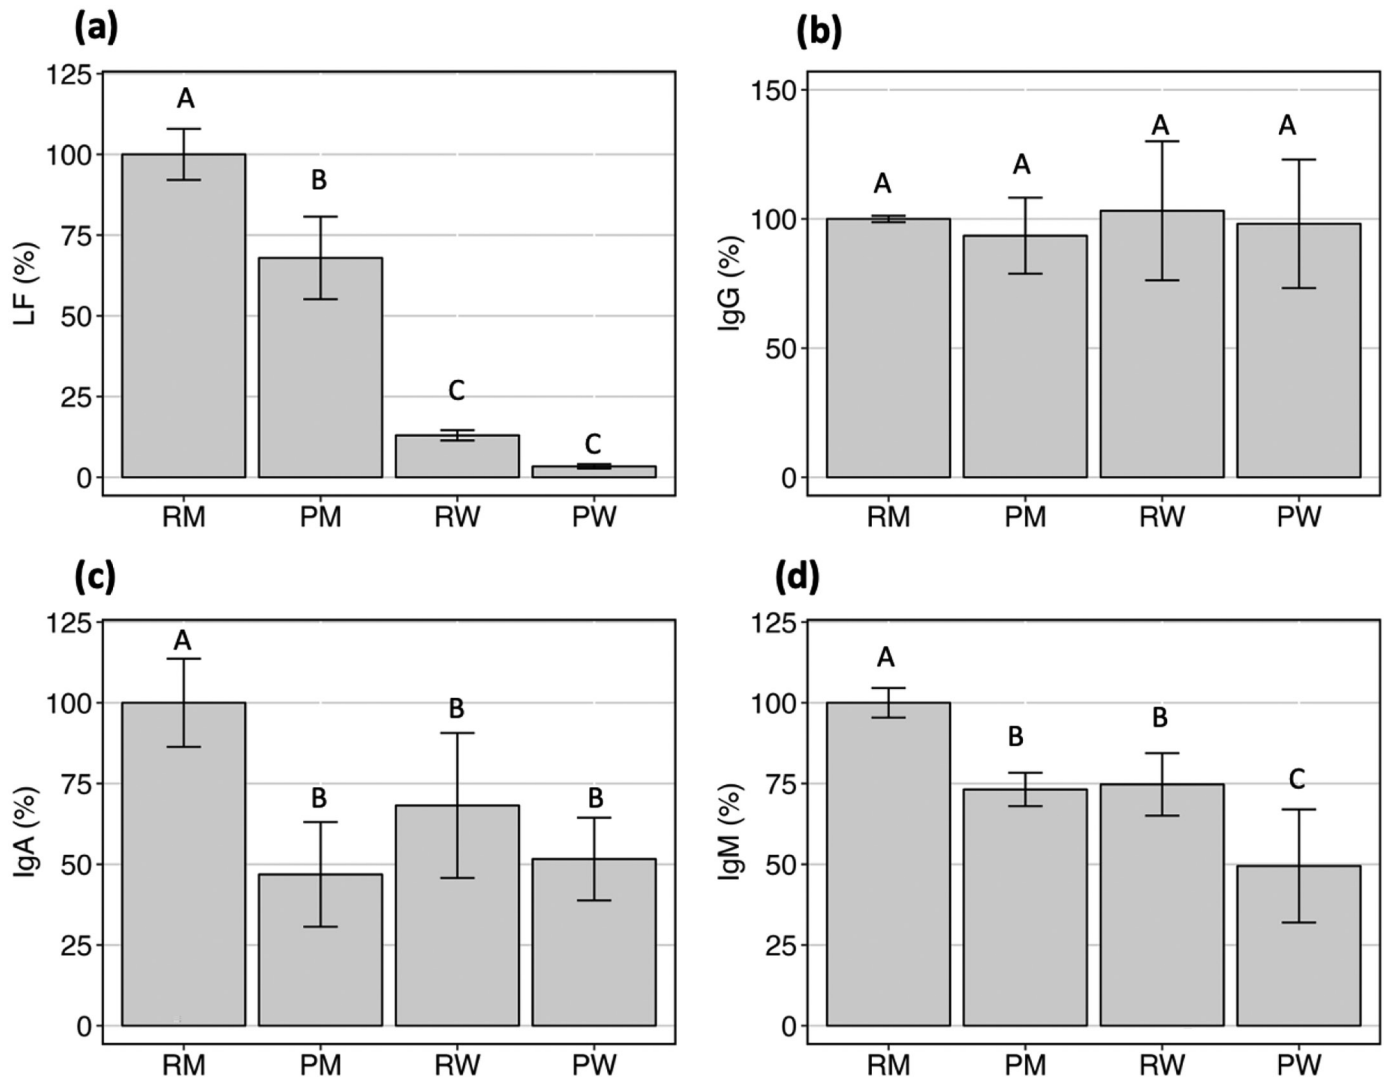 (a)
125
100
75
50
25
0
LF (%)
A
B
C
C
RM PM RW PW
(b)
150
100
50
0
IgG (%)
A
A
A
A
RM PM RW PW
(c)
125
100
75
50
25
0
IgA (%)
A
B
B
B
RM PM RW PW
(d)
125
100
75
50
25
0
IgM (%)
A
B
B
C
RM PM RW PW